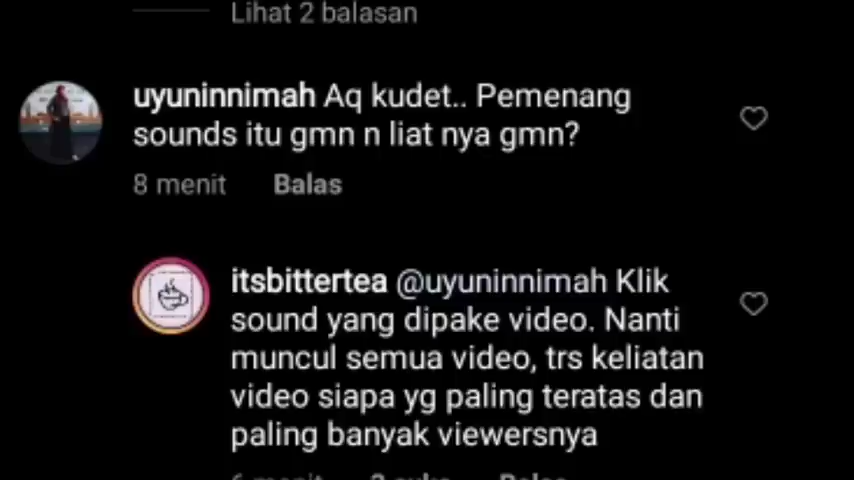 Lihat 2 balasan
uyuninnimah Aq kudet.. Pemenang
sounds itu gmn n liat nya gmn?
8 menit Balas
itsbittertea @uyuninnimah Klik
sound yang dipake video. Nanti
muncul semua video, trs keliatan
video siapa yg paling teratas dan
paling banyak viewersnya